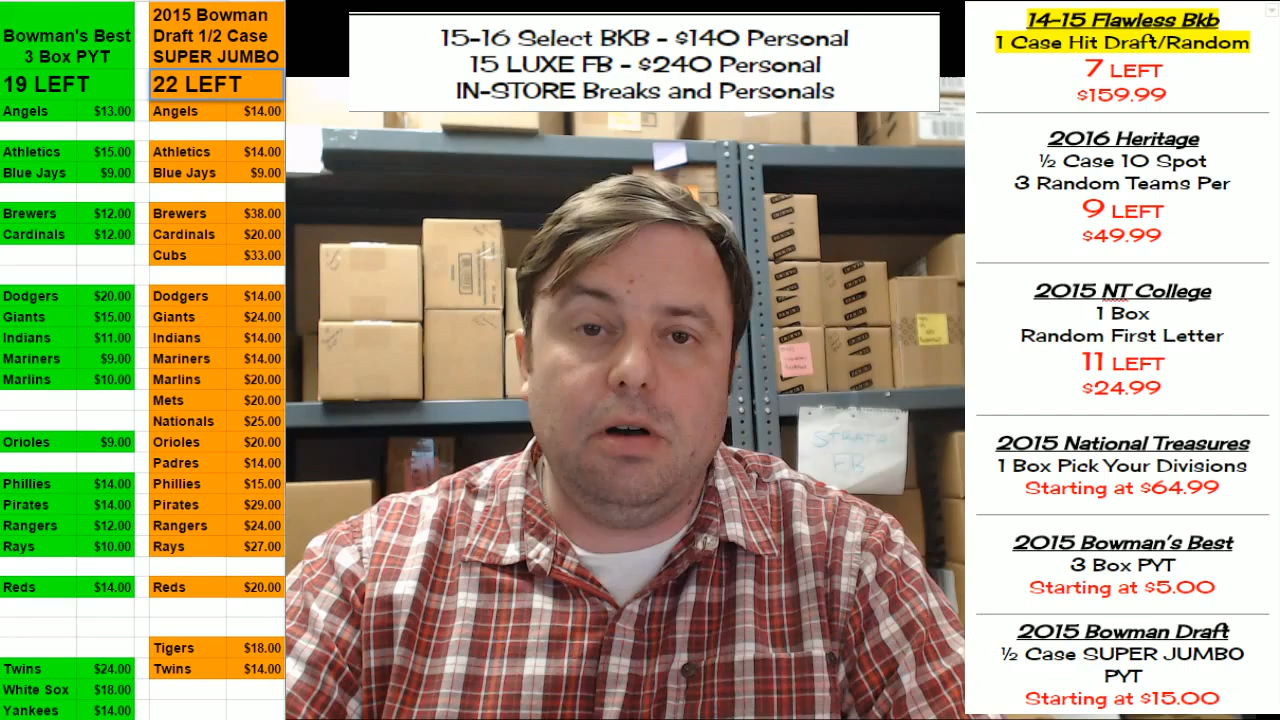 Bowman's Best
3 Box PYT
19 LEFT
Angels $13.00
Athletics $15.00
Blue Jays $9.00
Brewers $12.00
Cardinals $12.00
Dodgers $20.00
Giants $15.00
Indians $11.00
Mariners $9.00
Marlins $10.00
Orioles $9.00
Phillies $14.00
Pirates $14.00
Rangers $12.00
Rays $10.00
Reds $14.00
Twins $24.00
White Sox $18.00
Yankees $14.00
2015 Bowman
Draft 1/2 Case
SUPER JUMBO
22 LEFT
Angels $14.00
Athletics $14.00
Blue Jays $9.00
Brewers $38.00
Cardinals $20.00
Cubs $33.00
Dodgers $14.00
Giants $24.00
Indians $14.00
Mariners $14.00
Marlins $20.00
Mets $20.00
Nationals $25.00
Orioles $20.00
Padres $14.00
Phillies $15.00
Pirates $29.00
Rangers $24.00
Rays $27.00
Reds $20.00
Tigers $18.00
Twins $14.00
15-16 Select BKB - $140 Personal
15 LUXE FB - $240 Personal
IN-STORE Breaks and Personals
PANINI
STRATA
FB
14-15 Flawless Bkb
1 Case Hit Draft/Random
7 LEFT
$159.99
2016 Heritage
½ Case 10 Spot
3 Random Teams Per
9 LEFT
$49.99
2015 NT College
1 Box
Random First Letter
11 LEFT
$24.99
2015 National Treasures
1 Box Pick Your Divisions
Starting at $64.99
2015 Bowman's Best
3 Box PYT
Starting at $5.00
2015 Bowman Draft
½ Case SUPER JUMBO
PYT
Starting at $15.00